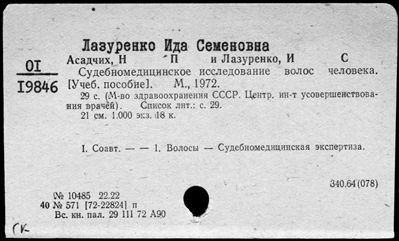 Лазуренко Ида Семеновна
Асадчих, Н П и Лазуренко, И С
OI
I9846
Судебномедицинское исследование волос человека.
[Учеб. пособие]. М., 1972.
29 с. (М-во здравоохранения СССР. Центр. ин-т усовершенствова-
ния врачей). Список лит.: с. 29.
21 см. 1.000 экз. 18 к.
I. Соавт. — — 1. Волосы — Судебномедицинская экспертиза.
340.64(078)
№ 10485 22.22
40 № 571 [72-22824] п
Вс. кн. пал. 29 III 72 А90
ГК